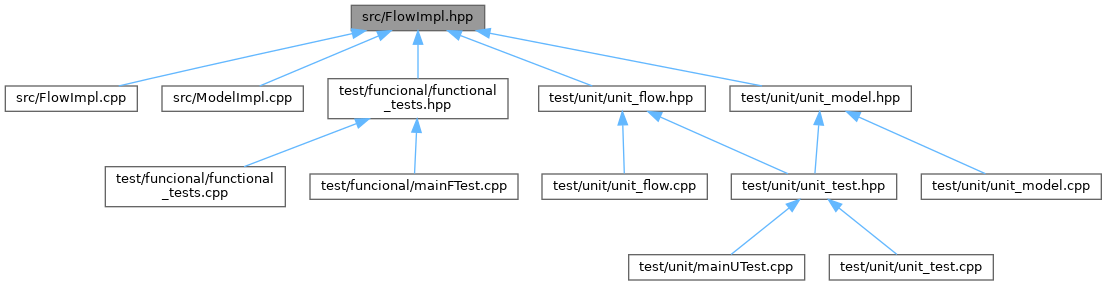 src/FlowImpl.hpp
src/FlowImpl.cpp
src/ModelImpl.cpp
test/funcional/functional
_tests.hpp
test/unit/unit_flow.hpp
test/unit/unit_model.hpp
test/funcional/functional
_tests.cpp
test/funcional/mainFTest.cpp
test/unit/unit_flow.cpp
test/unit/unit_test.hpp
test/unit/unit_model.cpp
test/unit/mainUTest.cpp
test/unit/unit_test.cpp